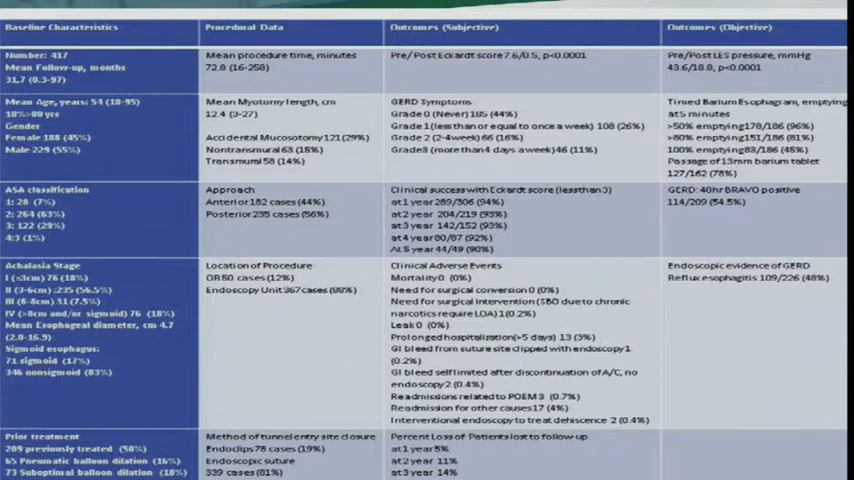 Baseline Characteristics
Procedural Data
Outcomes (Subjective)
Outcomes (Objective)
Number: 417
Mean Follow-up, months
31.7 (0.3-97)
Mean procedure time, minutes
72.8 (16-258)
Pre/ Post Eckardt score 7.6/0.5, p<0.0001
Pre/Post LES pressure, mmHg
43.6/18.8, p<0.0001
Mean Age, years: 54 (10-95)
10%>80 yrs
Gender
Female 188 (45%)
Male 229 (55%)
Mean Myotomy length, cm
12.4 (3-27)
Accidental Mucosotomy 121 (29%)
Nontransmural 63 (15%)
Transmural 58 (14%)
GERD Symptoms
Grade 0 (Never) 185 (44%)
Grade 1 (less than or equal to once a week) 108 (26%)
Grade 2 (2-4 week) 66 (16%)
Grade3 (more than 4 days a week) 46 (11%)
Timed Barium Esophagram, emptying
at 5 minutes
>50% emptying 178/186 (96%)
>80% emptying 151/186 (81%)
100% emptying 83/186 (45%)
Passage of 13mm barium tablet
127/162 (78%)
ASA classification
1: 28 (7%)
2: 264 (63%)
3: 122 (29%)
4:3 (1%)
Approach
Anterior 182 cases (44%)
Posterior 235 cases (56%)
Clinical success with Eckardt score (less than 3)
at 1 year 289/306 (94%)
at 2 year 204/219 (93%)
at 3 year 142/152 (93%)
at 4 year 80/87 (92%)
At 5 year 44/49 (90%)
GERD: 48hr BRAVO positive
114/209 (54.5%)
Achalasia Stage
I (<3cm) 76 (18%)
II (3-6cm) :235 (56.5%)
III (6-8cm) 31 (7.5%)
IV (>8cm and/or sigmoid) 76 (18%)
Mean Esophageal diameter, cm 4.7
(2.0-16.9)
Sigmoid esophagus:
71 sigmoid (17%)
346 nonsigmoid (83%)
Location of Procedure
OR 50 cases (12%)
Endoscopy Unit 367 cases (88%)
Clinical Adverse Events
Mortality 0 (0%)
Need for surgical conversion 0 (0%)
Need for surgical intervention (SBO due to chronic
narcotics require LOA) 1 (0.2%)
Leak 0 (0%)
Prolonged hospitalization (>5 days) 13 (3%)
GI bleed from suture site clipped with endoscopy 1
(0.2%)
GI bleed self limited after discontinuation of A/C, no
endoscopy 2 (0.4%)
Readmissions related to POEM 3 (0.7%)
Readmission for other causes 17 (4%)
Interventional endoscopy to treat dehiscence 2 (0.4%)
Endoscopic evidence of GERD
Reflux esophagitis 109/226 (48%)
Prior treatment
209 previously treated (50%)
65 Pneumatic balloon dilation (16%)
73 Suboptimal balloon dilation (18%)
Method of tunnel entry site closure
Endoclips 78 cases (19%)
Endoscopic suture
339 cases (81%)
Percent Loss of Patients lost to follow-up
at 1 year 8%
at 2 year 11%
at 3 year 14%